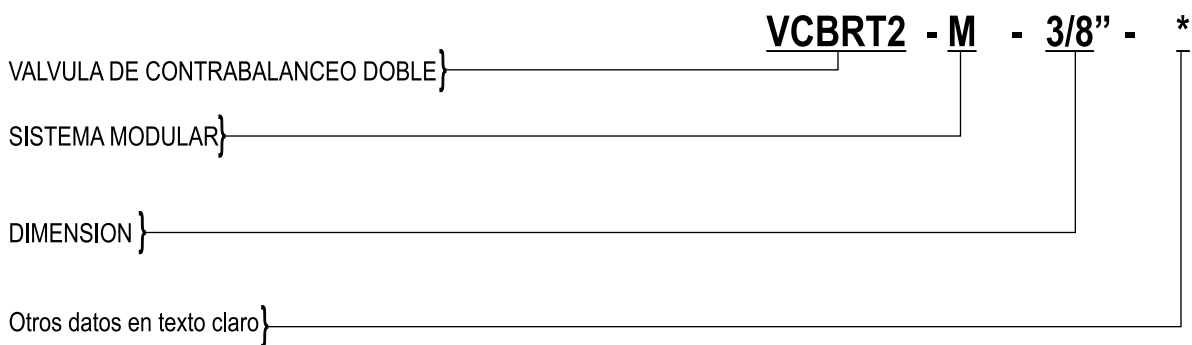 VCBRT2 - M - 3/8” - *
VALVULA DE CONTRABALANCEO DOBLE}
SISTEMA MODULAR}
DIMENSION }
Otros datos en texto claro}